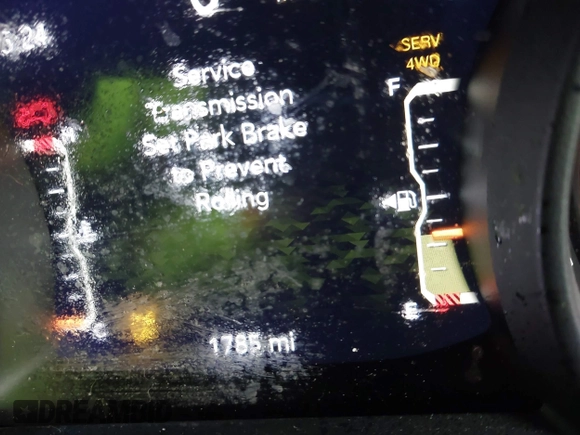 SERV
4WD
F
Service
Transmission
Set Park Brake
to Prevent
Rolling
C
1785 mi